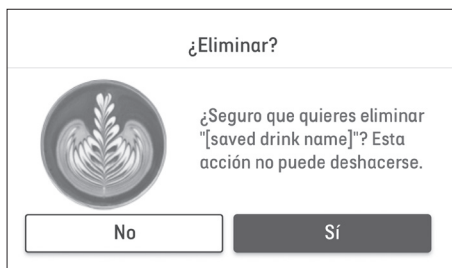 ¿Eliminar?
¿Seguro que quieres eliminar
"[saved drink name]"? Esta
acción no puede deshacerse.
No
Sí